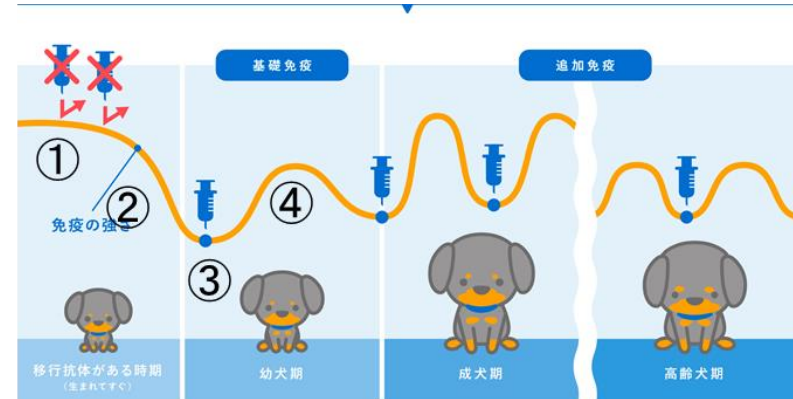 基礎免疫
追加免疫
①
②
④
免疫の強さ
③
移行抗体がある時期
（生まれてすぐ）
幼犬期
成犬期
高齢犬期